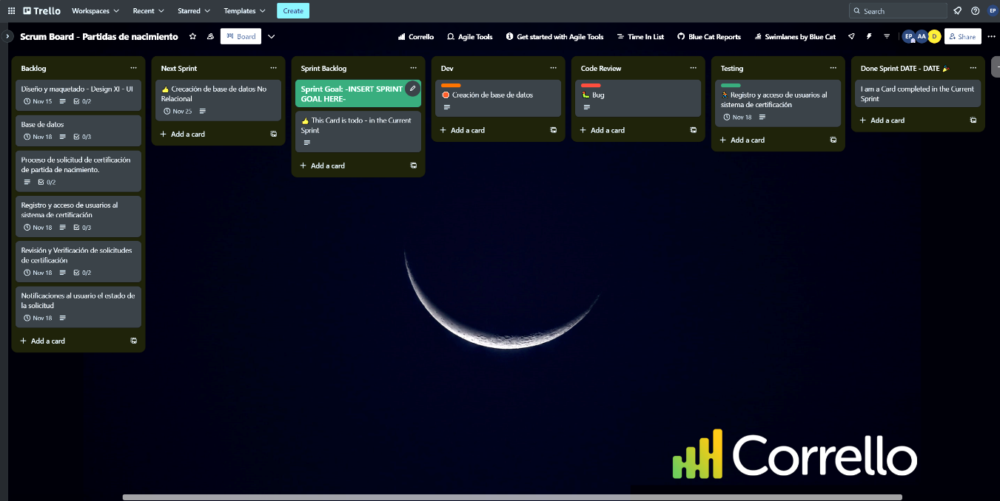 Trello
Workspaces
Recent
Starred
Templates
Create
Search
EP
Scrum Board - Partidas de nacimiento
Board
Corrello
Agile Tools
Get started with Agile Tools
Time In List
Blue Cat Reports
Swimlanes by Blue Cat
EP
AA
D
Share
Backlog
Diseño y maquetado - Design XI - UI
Nov 15
0/2
Base de datos
Nov 18
0/3
Proceso de solicitud de certificación
de partida de nacimiento.
0/2
Registro y acceso de usuarios al
sistema de certificación
Nov 18
0/3
Revisión y Verificación de solicitudes
de certificación
Nov 18
0/2
Notificaciones al usuario el estado de
la solicitud
Nov 18
Add a card
Next Sprint
👍 Crecación de base de datos No
Relacional
Nov 25
Add a card
Sprint Backlog
Sprint Goal: -INSERT SPRINT
GOAL HERE-
👍 This Card is todo - in the Current
Sprint
Add a card
Dev
Creación de base de datos
Add a card
Code Review
🐛 Bug
Add a card
Testing
Registro y acceso de usuarios al
sistema de certificación
Nov 18
Add a card
Done Sprint DATE - DATE 🎉
I am a Card completed in the Current
Sprint
Add a card
Corrello